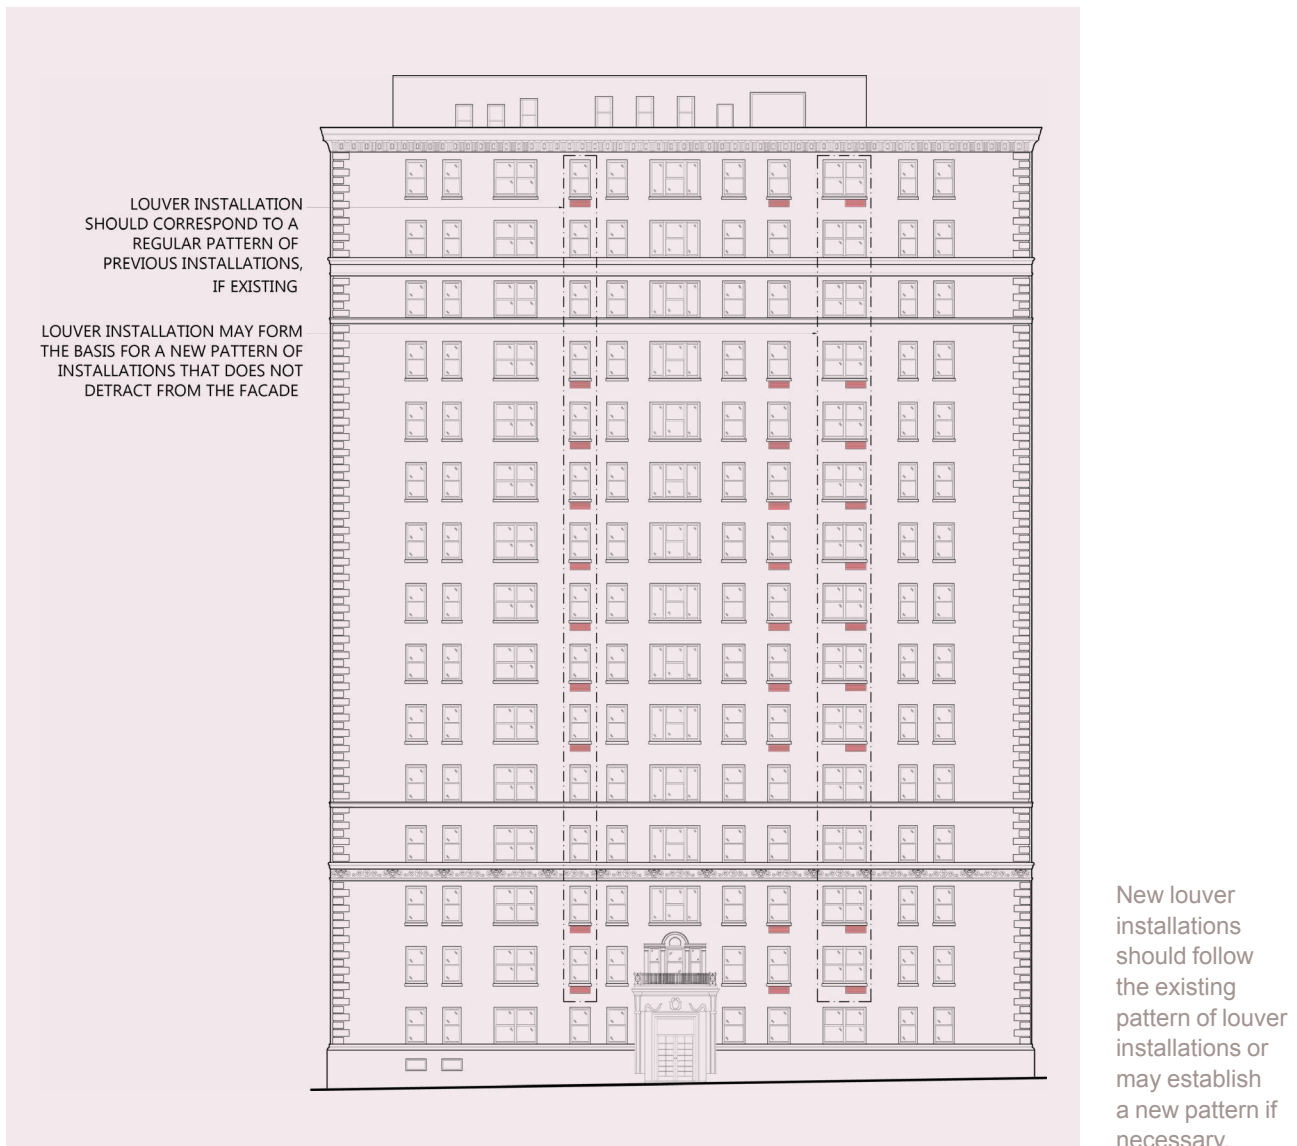 LOUVER INSTALLATION
SHOULD CORRESPOND TO A
REGULAR PATTERN OF
PREVIOUS INSTALLATIONS,
IF EXISTING
LOUVER INSTALLATION MAY FORM
THE BASIS FOR A NEW PATTERN OF
INSTALLATIONS THAT DOES NOT
DETRACT FROM THE FACADE
New louver
installations
should follow
the existing
pattern of louver
installations or
may establish
a new pattern if
necessary.